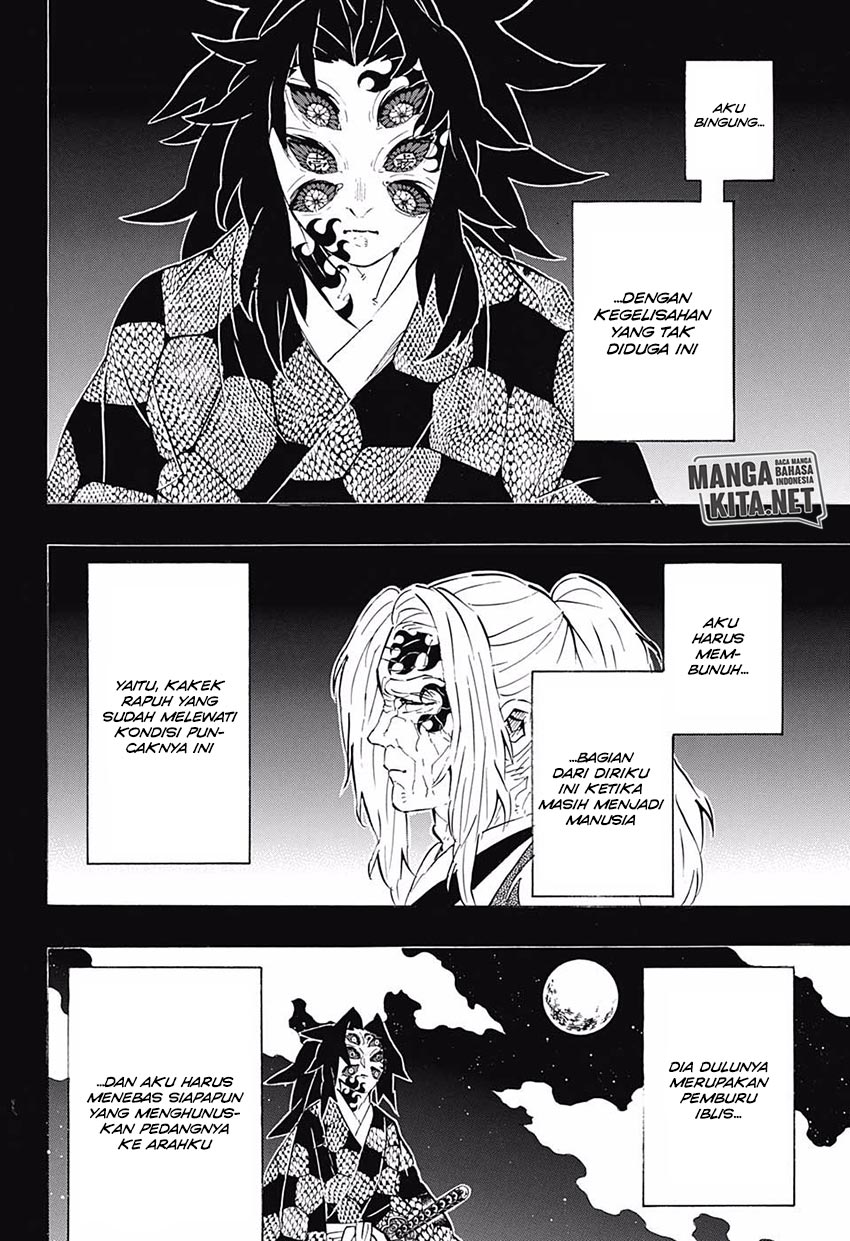 AKU
BINGUNG...
...DENGAN
KEGELISAHAN
YANG TAK
DIDUGA INI
MANGA
KITA.NET
BACA MANGA
BAHASA
INDONESIA
AKU
HARUS
MEM-
BUNUH...
...BAGIAN
DARI DIRIKU
INI KETIKA
MASIH MENJADI
MANUSIA
YAITU, KAKEK
RAPUH YANG
SUDAH MELEWATI
KONDISI PUN-
CAKNYA INI
DIA DULUNYA
MERUPAKAN
PEMBURU
IBLIS...
...DAN AKU HARUS
MENEBAS SIAPAPUN
YANG MENGHUNUS-
KAN PEDANGNYA
KE ARAHKU